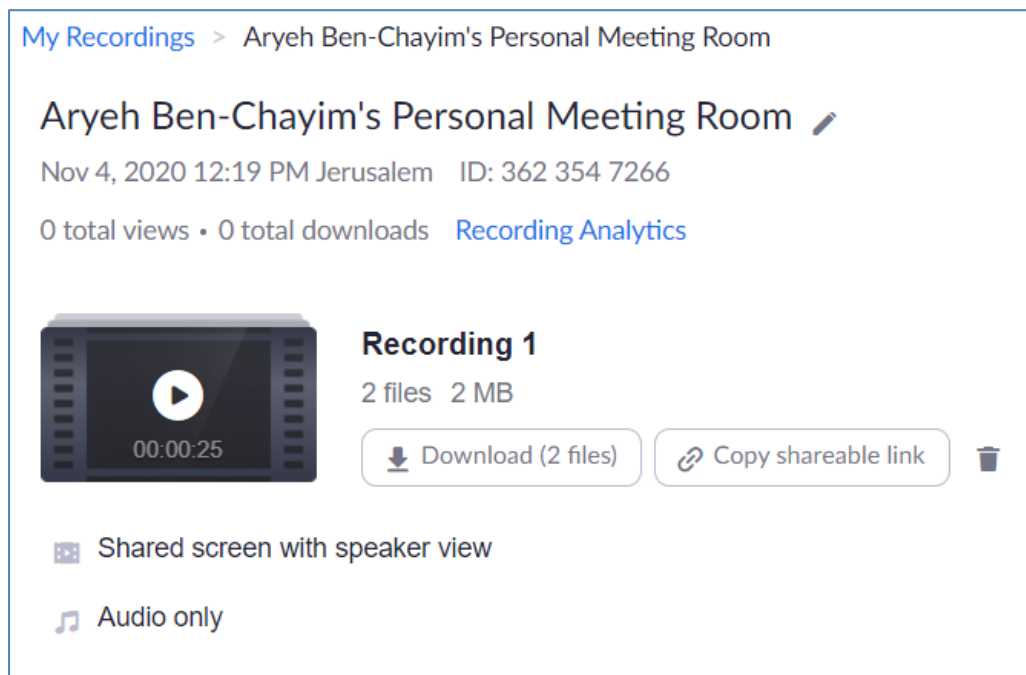 My Recordings > Aryeh Ben-Chayim's Personal Meeting Room
Aryeh Ben-Chayim's Personal Meeting Room
Nov 4, 2020 12:19 PM Jerusalem ID: 362 354 7266
0 total views • 0 total downloads Recording Analytics
00:00:25
Recording 1
2 files 2 MB
Download (2 files) Copy shareable link
Shared screen with speaker view
Audio only